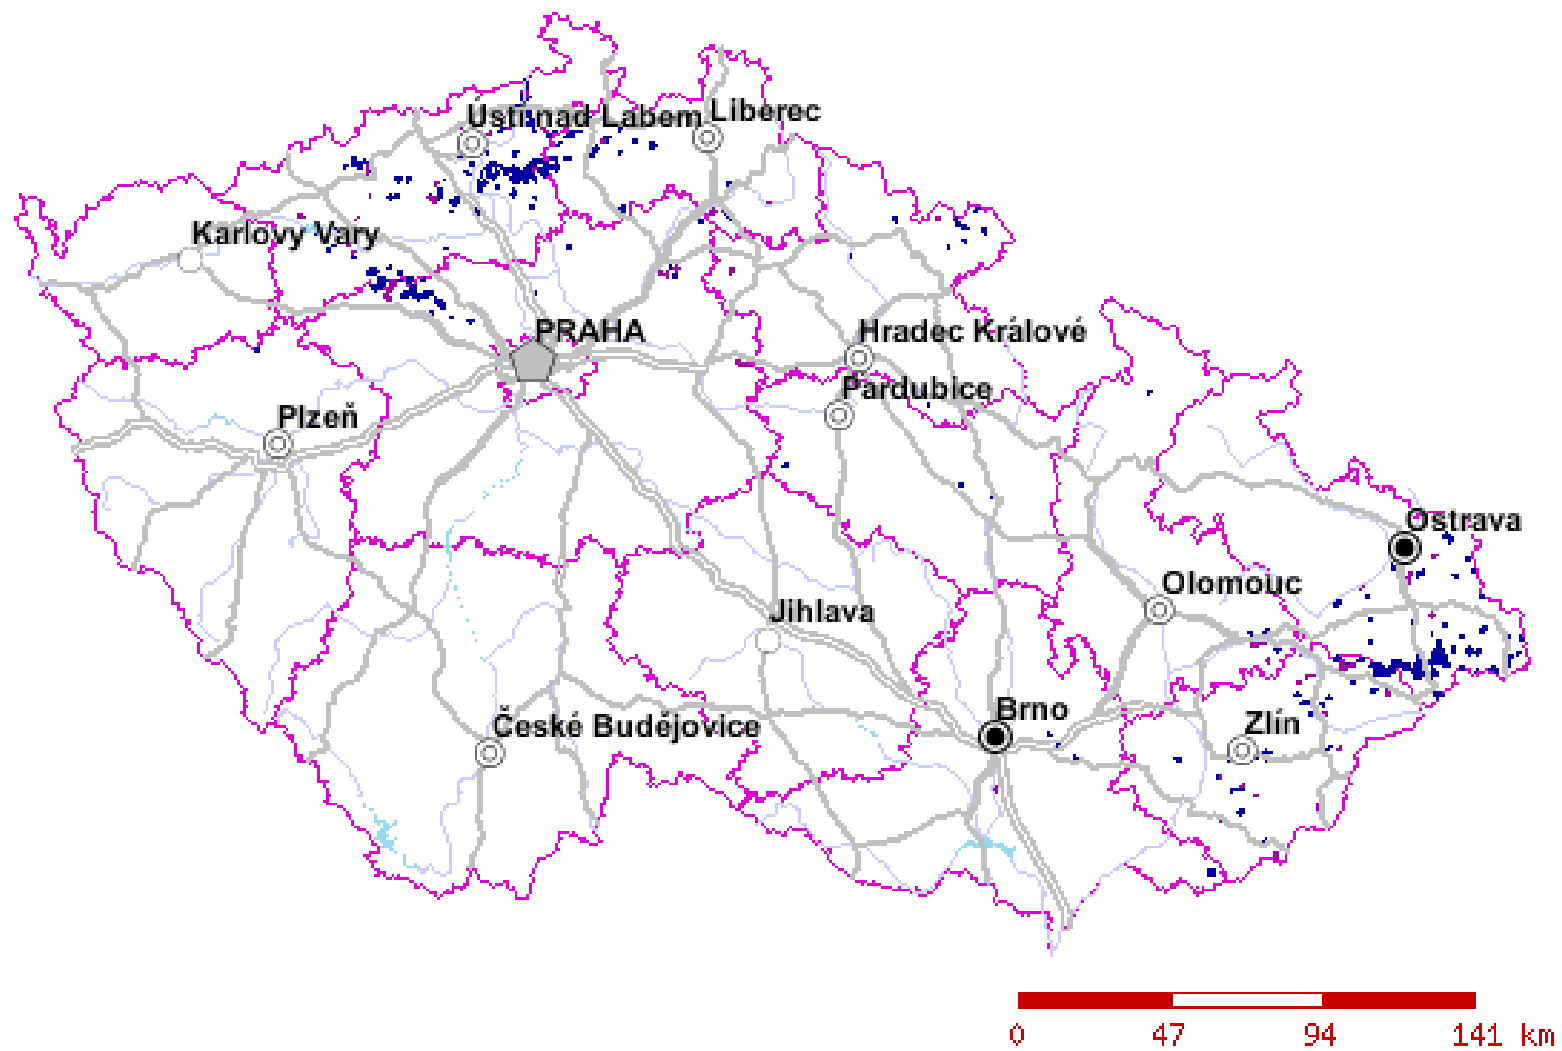 Ústí nad Labem
Liberec
Karlovy Vary
PRAHA
Hradec Králové
Pardubice
Plzeň
Ostrava
Olomouc
Jihlava
Brno
Zlín
České Budějovice
0 47 94 141 km